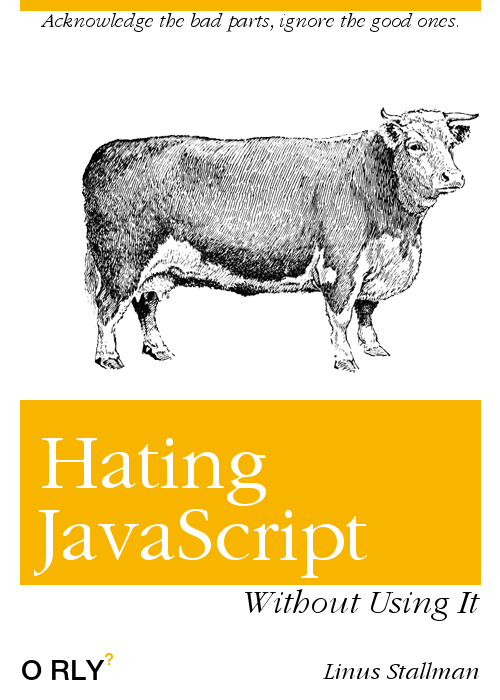 Acknowledge the bad parts, ignore the good ones.
Hating
JavaScript
Without Using It
O RLY?
Linus Stallman